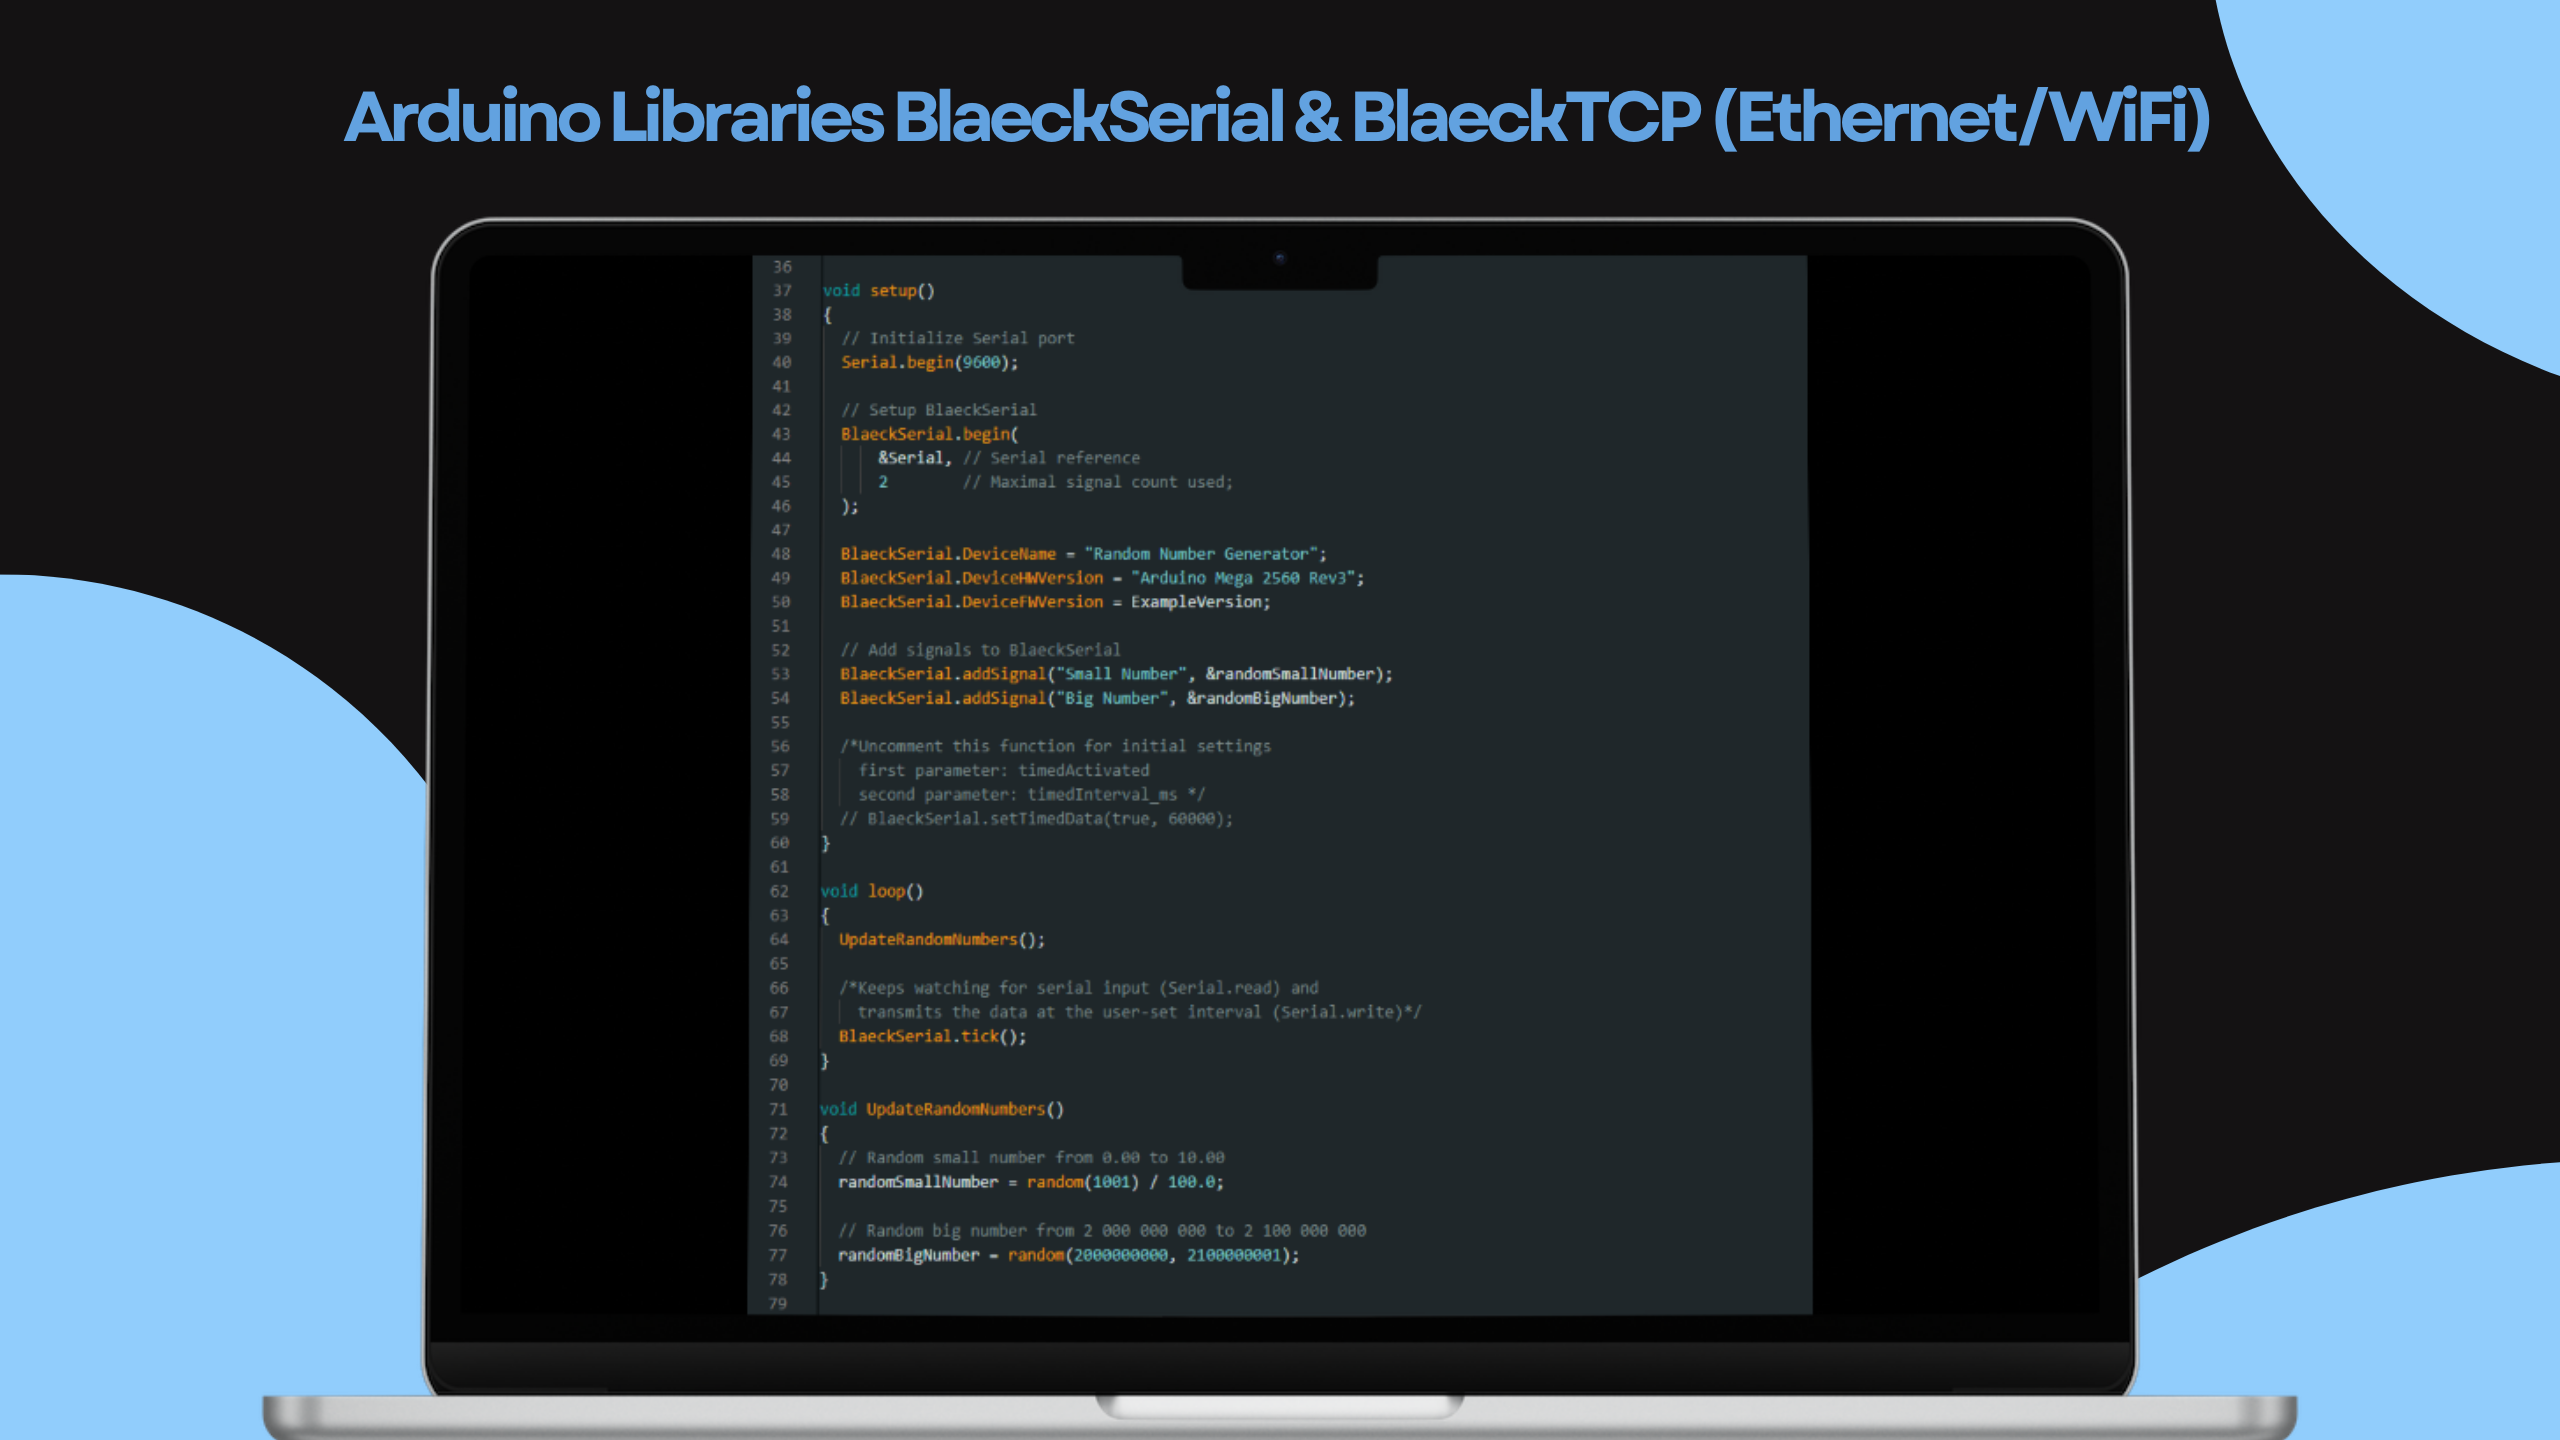 Arduino Libraries BlaeckSerial & BlaeckTCP (Ethernet/WiFi)
36
37 void setup()
38 {
39 // Initialize Serial port
40 Serial.begin(9600);
41
42 // Setup BlaeckSerial
43 BlaeckSerial.begin(
44 &Serial, // Serial reference
45 2 // Maximal signal count used;
46 );
47
48 BlaeckSerial.DeviceName = "Random Number Generator";
49 BlaeckSerial.DeviceHWVersion = "Arduino Mega 2560 Rev3";
50 BlaeckSerial.DeviceFWVersion = ExampleVersion;
51
52 // Add signals to BlaeckSerial
53 BlaeckSerial.addSignal("Small Number", &randomSmallNumber);
54 BlaeckSerial.addSignal("Big Number", &randomBigNumber);
55
56 /*Uncomment this function for initial settings
57 first parameter: timedActivated
58 second parameter: timedInterval_ms */
59 // BlaeckSerial.setTimedData(true, 60000);
60 }
61
62 void loop()
63 {
64 UpdateRandomNumbers();
65
66 /*Keeps watching for serial input (Serial.read) and
67 transmits the data at the user-set interval (Serial.write)*/
68 BlaeckSerial.tick();
69 }
70
71 void UpdateRandomNumbers()
72 {
73 // Random small number from 0.00 to 10.00
74 randomSmallNumber = random(1001) / 100.0;
75
76 // Random big number from 2 000 000 000 to 2 100 000 000
77 randomBigNumber = random(2000000000, 2100000001);
78 }
79